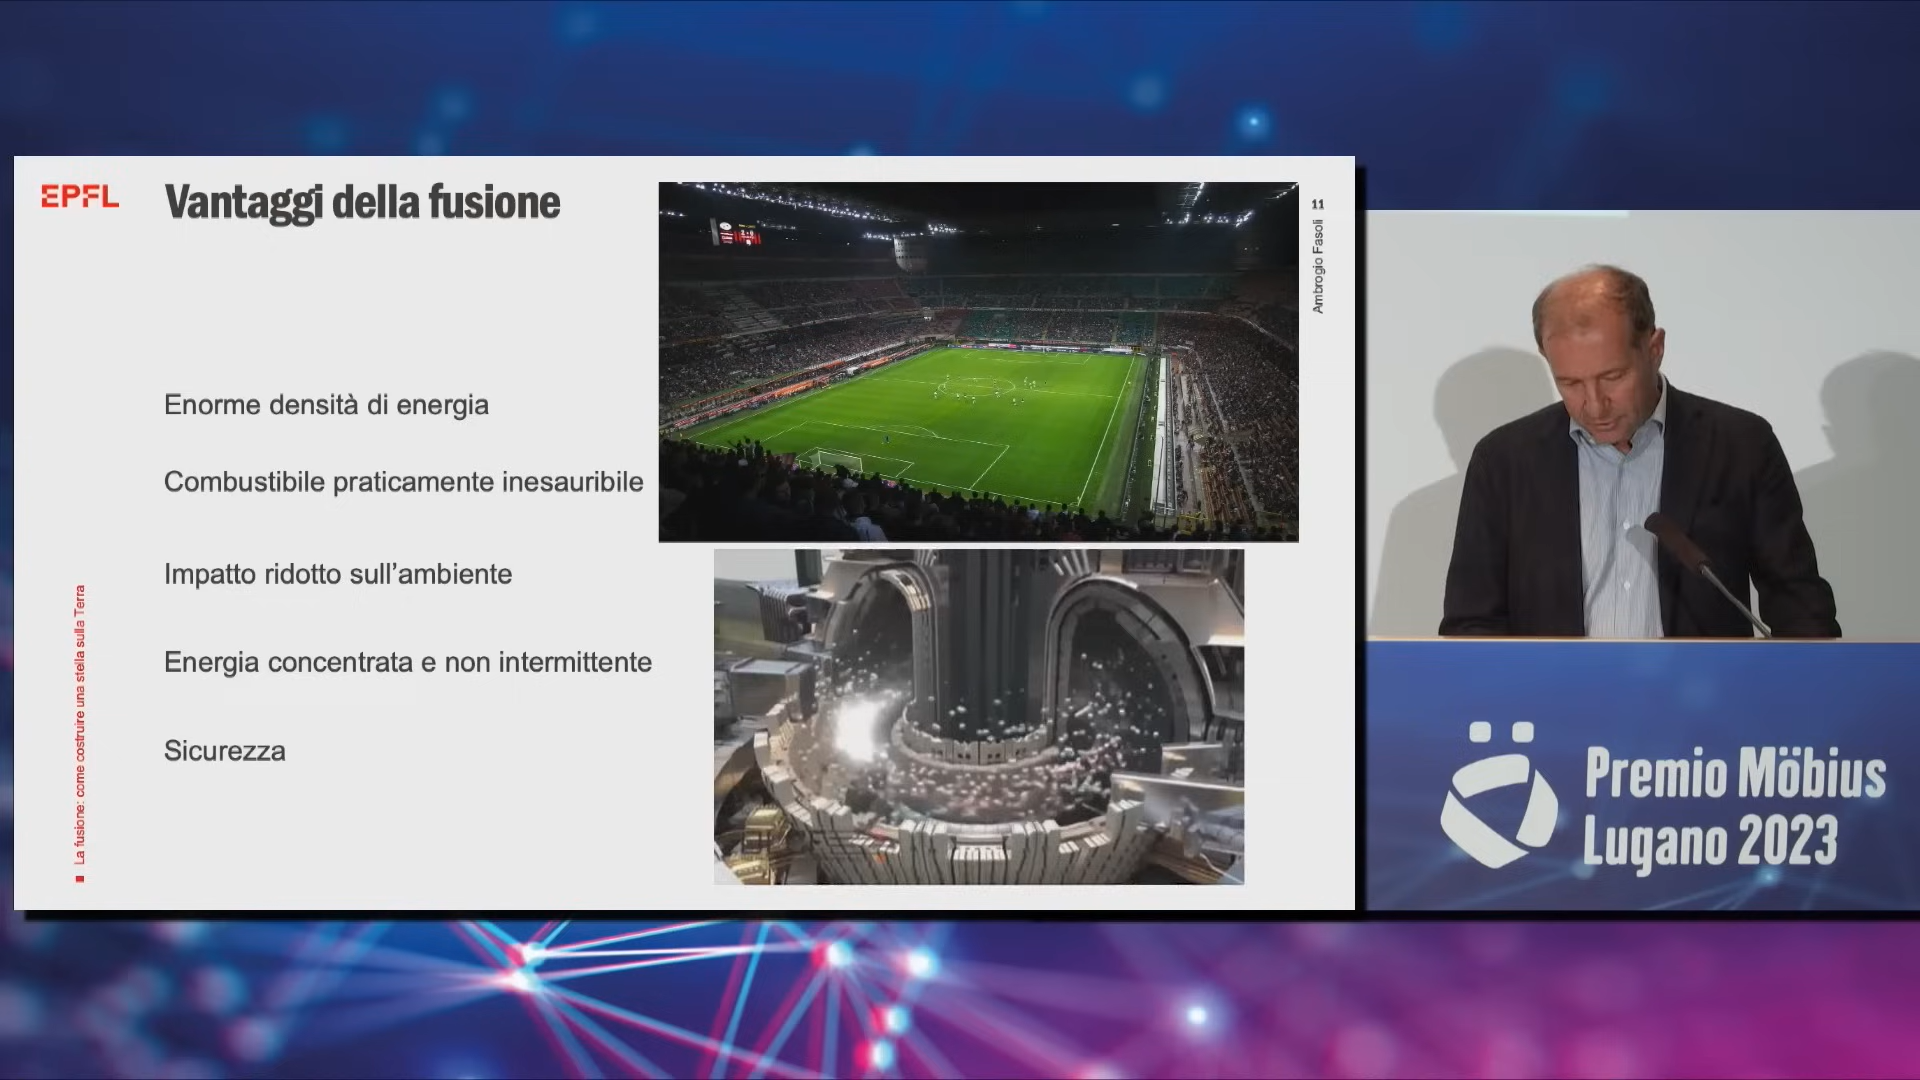 EPFL
Vantaggi della fusione
11
Ambrogio Fasoli
Enorme densità di energia
Combustibile praticamente inesauribile
Impatto ridotto sull’ambiente
Energia concentrata e non intermittente
Sicurezza
La fusione: come costruire una stella sulla Terra
Premio Möbius
Lugano 2023